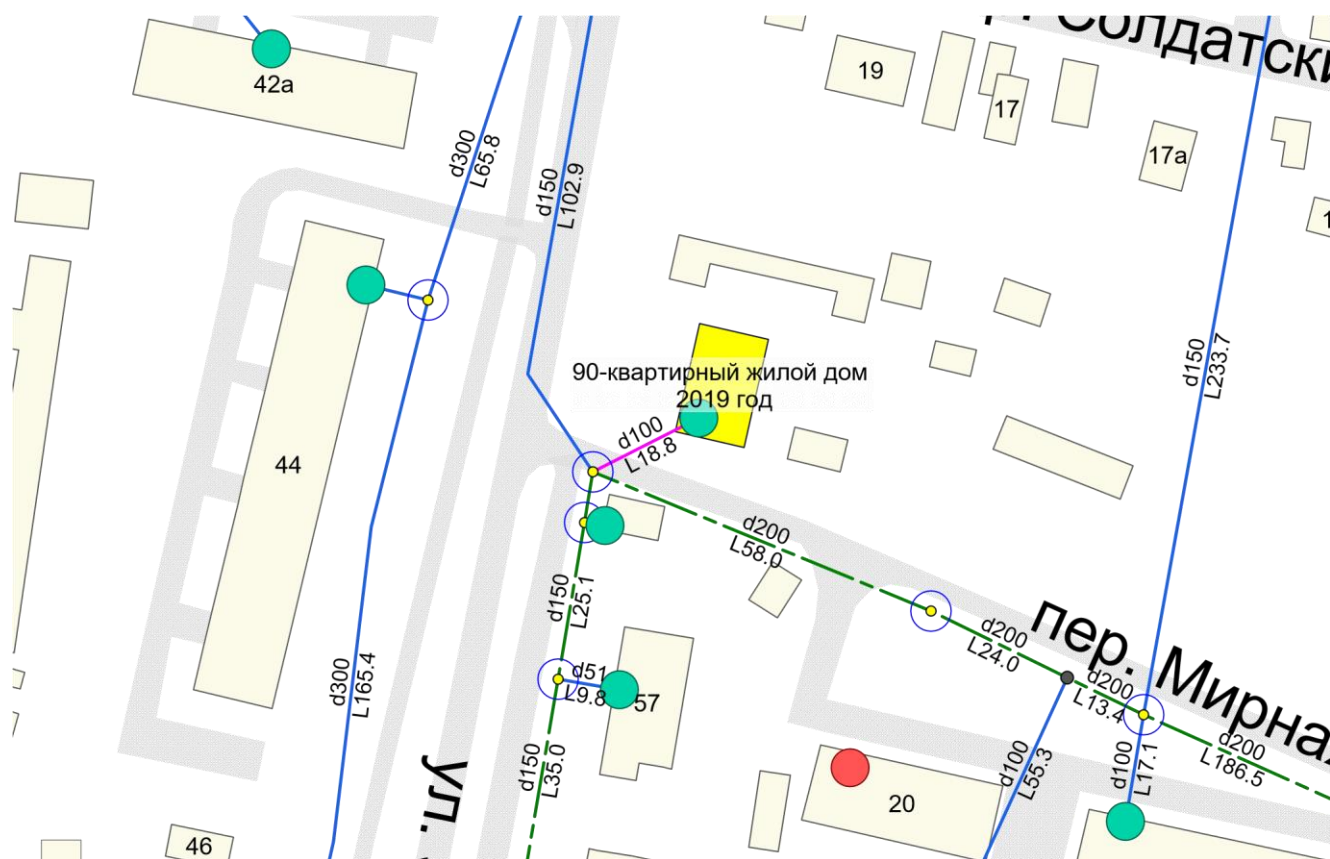 Солдатски
42а
19
17
17а
1
d300
L65.8
d150
L102.9
d150
L233.7
90-квартирный жилой дом
2019 год
d100
L18.8
44
d200
L58.0
d150
L25.1
d200
L24.0
пер. Мирна
d200
L13.4
d300
L165.4
d51
L9.8
57
d200
L186.5
d150
L35.0
d100
L55.3
d100
L17.1
ул.
20
46